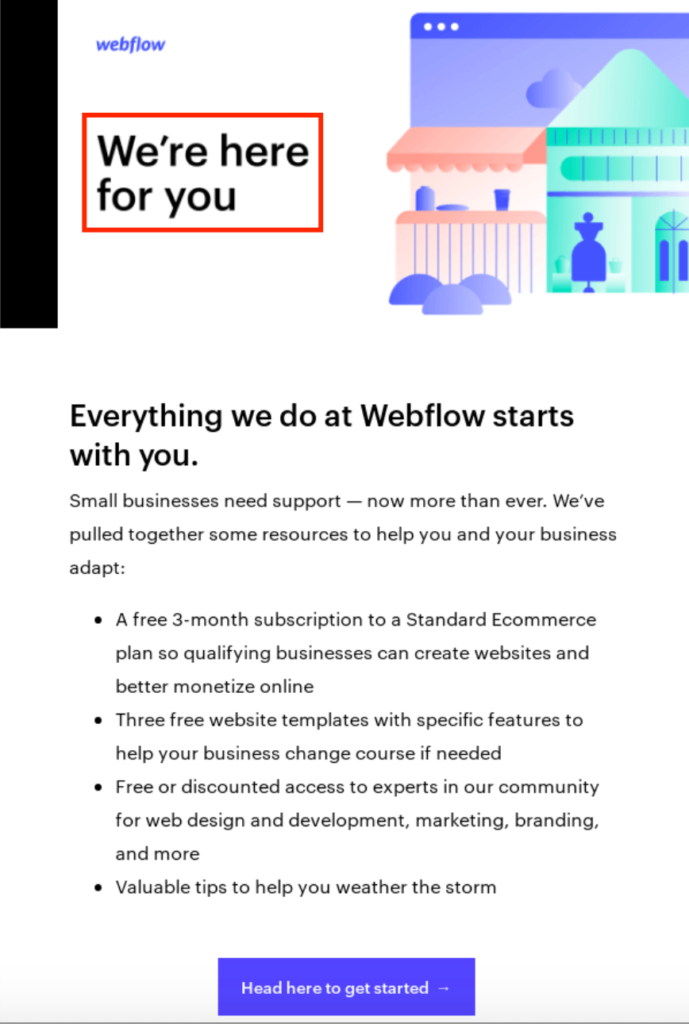 webflow
We're here
for you
Everything we do at Webflow starts
with you.
Small businesses need support — now more than ever. We've
pulled together some resources to help you and your business
adapt:
• A free 3-month subscription to a Standard Ecommerce
plan so qualifying businesses can create websites and
better monetize online
• Three free website templates with specific features to
help your business change course if needed
• Free or discounted access to experts in our community
for web design and development, marketing, branding,
and more
• Valuable tips to help you weather the storm
Head here to get started →